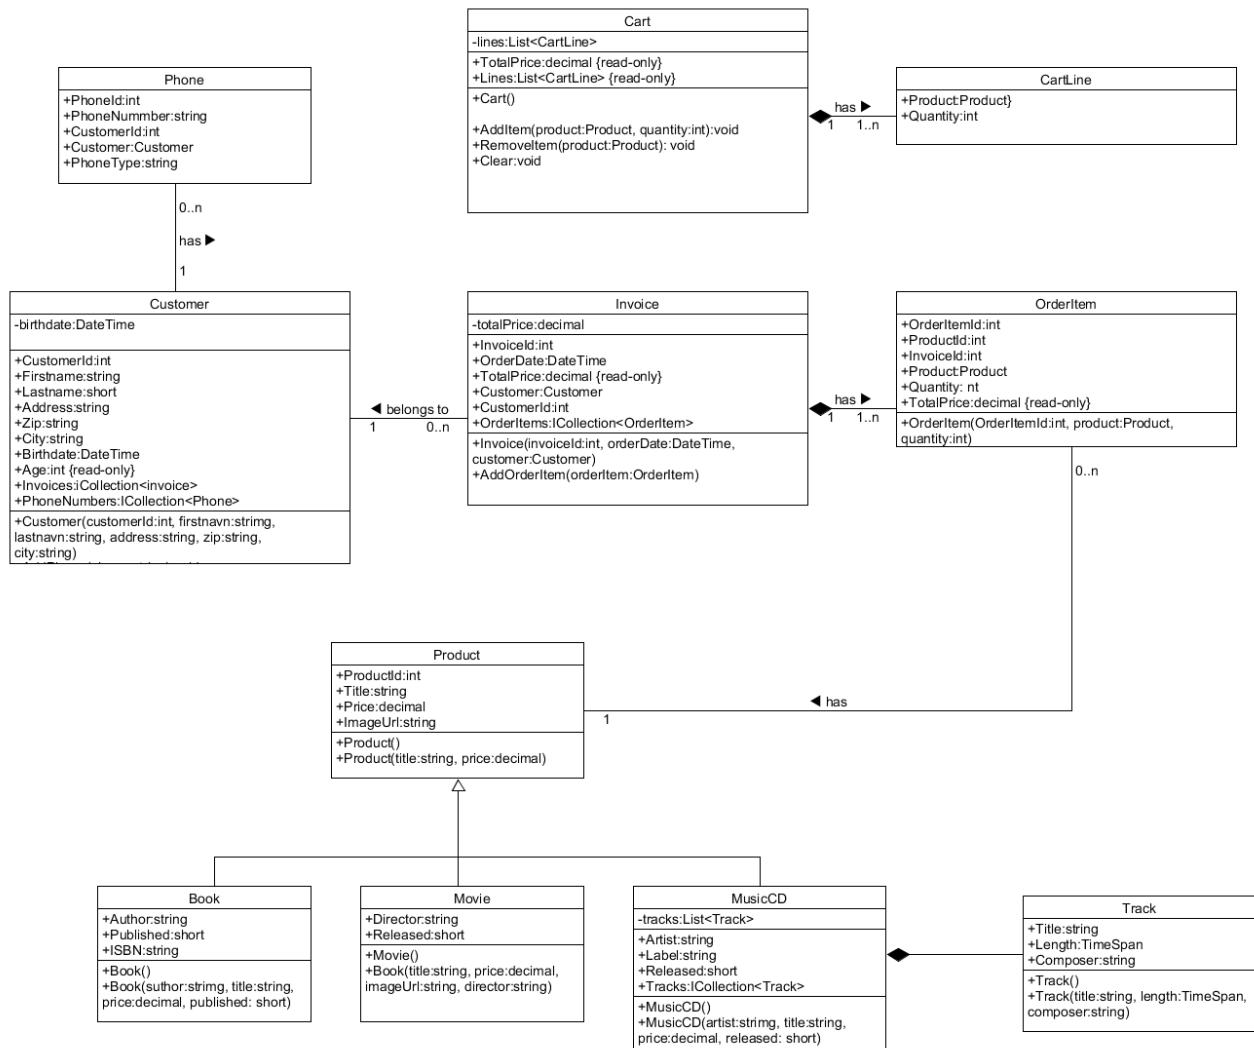 Cart
-lines:List<CartLine>
+TotalPrice:decimal {read-only}
+Lines:List<CartLine> {read-only}
+Cart()
+AddItem(product:Product, quantity:int):void
+RemoveItem(product:Product): void
+Clear:void
has ▶
1
1..n
CartLine
+Product:Product}
+Quantity:int
Phone
+PhoneId:int
+PhoneNummber:string
+CustomerId:int
+Customer:Customer
+PhoneType:string
0..n
has ▶
1
Customer
-birthdate:DateTime
+CustomerId:int
+Firstname:string
+Lastname:short
+Address:string
+Zip:string
+City:string
+Birthdate:DateTime
+Age:int {read-only}
+Invoices:iCollection<invoice>
+PhoneNumbers:ICollection<Phone>
+Customer(customerId:int, firstnavn:strimg,
lastnavn:string, address:string, zip:string,
city:string)
◀ belongs to
1
0..n
Invoice
-totalPrice:decimal
+InvoiceId:int
+OrderDate:DateTime
+TotalPrice:decimal {read-only}
+Customer:Customer
+CustomerId:int
+OrderItems:ICollection<OrderItem>
+Invoice(invoiceId:int, orderDate:DateTime,
customer:Customer)
+AddOrderItem(orderItem:OrderItem)
has ▶
1
1..n
OrderItem
+OrderItemId:int
+ProductId:int
+InvoiceId:int
+Product:Product
+Quantity: nt
+TotalPrice:decimal {read-only}
+OrderItem(OrderItemId:int, product:Product,
quantity:int)
0..n
◀ has
1
Product
+ProductId:int
+Title:string
+Price:decimal
+ImageUrl:string
+Product()
+Product(title:string, price:decimal)
Book
+Author:string
+Published:short
+ISBN:string
+Book()
+Book(suthor:strimg, title:string,
price:decimal, published: short)
Movie
+Director:string
+Released:short
+Movie()
+Book(title:string, price:decimal,
imageUrl:string, director:string)
MusicCD
-tracks:List<Track>
+Artist:string
+Label:string
+Released:short
+Tracks:ICollection<Track>
+MusicCD()
+MusicCD(artist:strimg, title:string,
price:decimal, released: short)
Track
+Title:string
+Length:TimeSpan
+Composer:string
+Track()
+Track(title:string, length:TimeSpan,
composer:string)